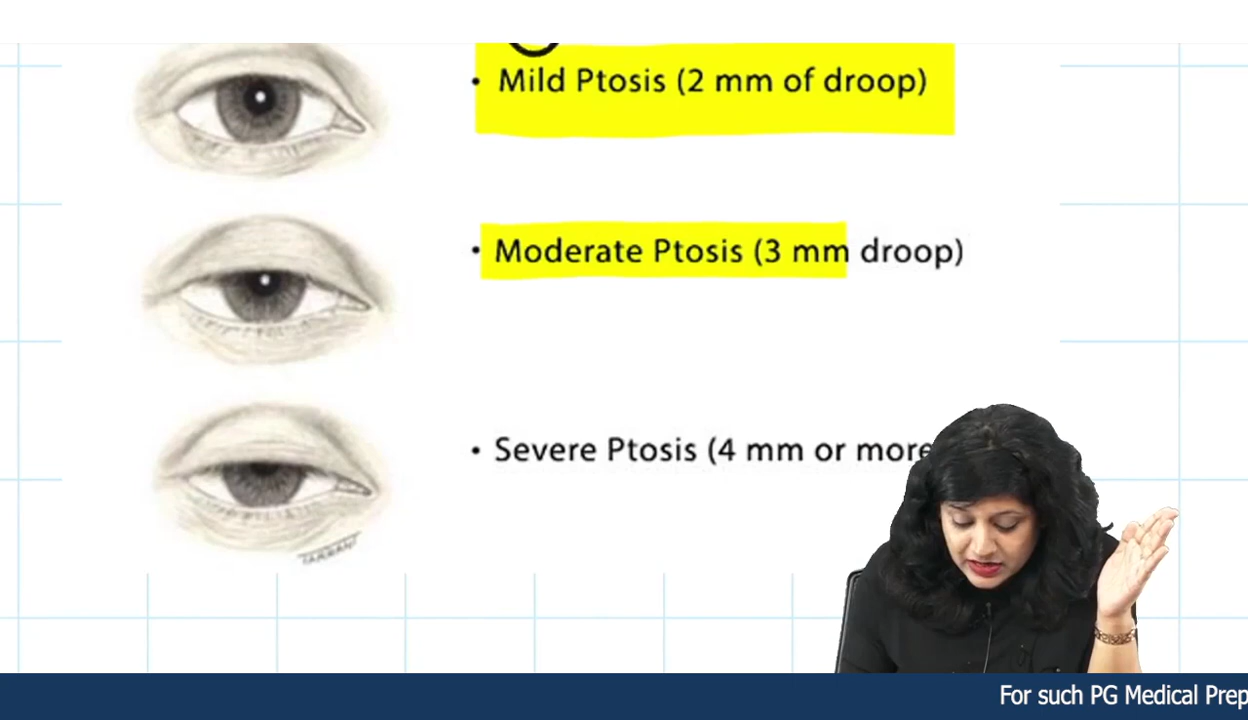 • Mild Ptosis (2 mm of droop)
• Moderate Ptosis (3 mm droop)
• Severe Ptosis (4 mm or more
For such PG Medical Prep